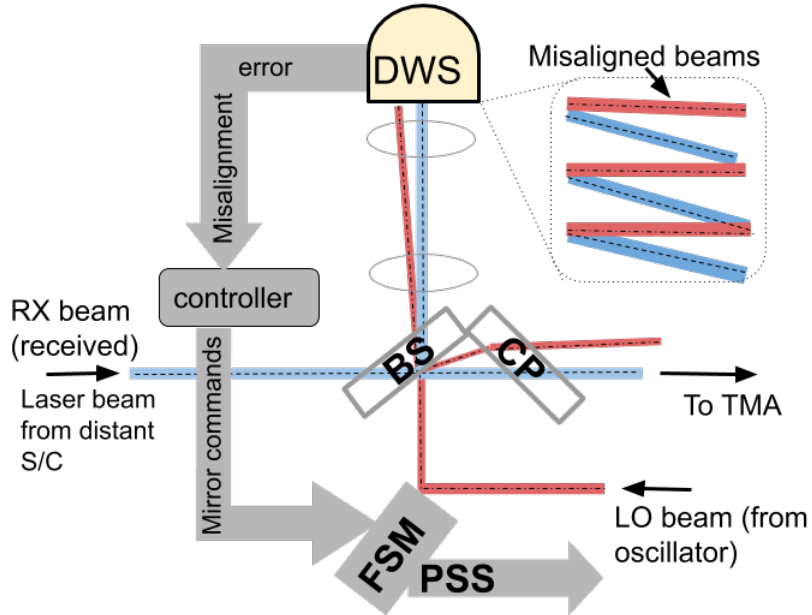 DWS
error
Misaligned beams
Misalignment
controller
RX beam
(received)
Laser beam
from distant
S/C
BS
CP
To TMA
Mirror commands
LO beam (from
oscillator)
FSM
PSS